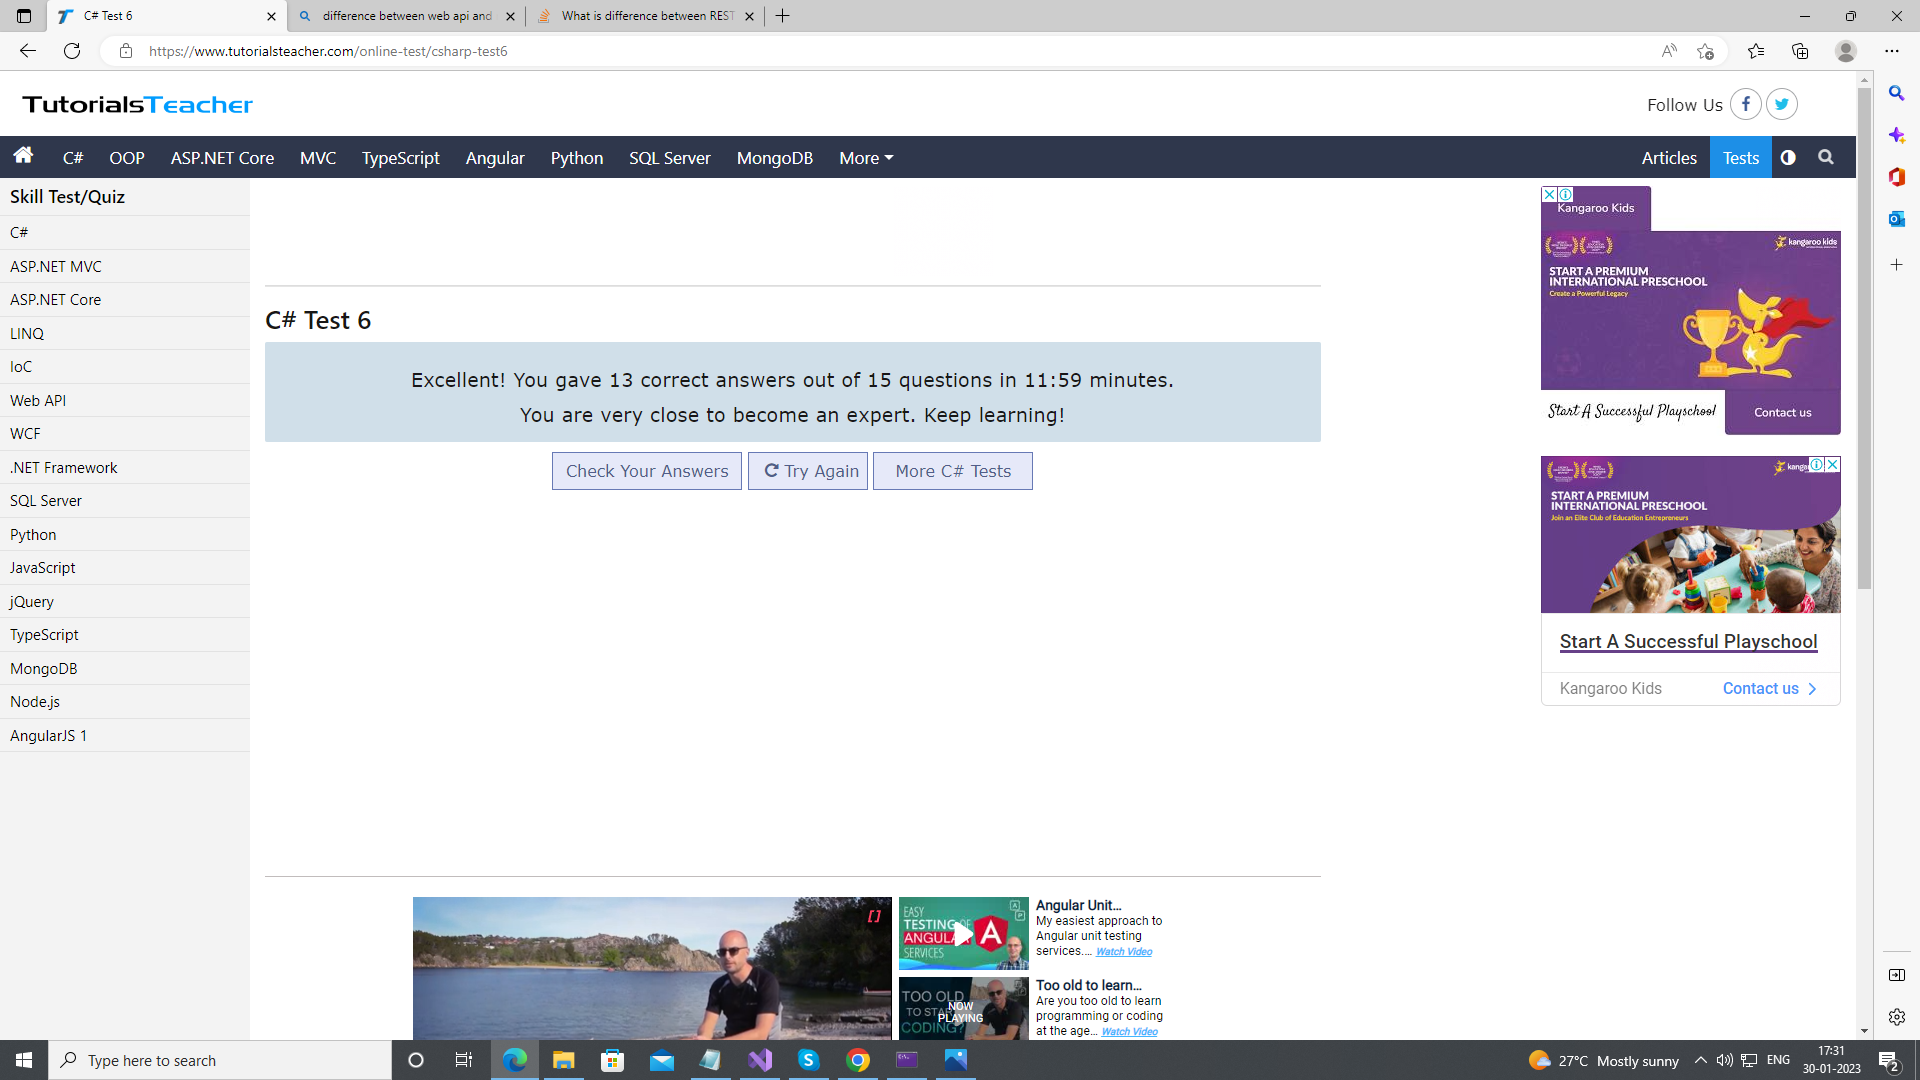 C# Test 6
difference between web api and
What is difference between REST
https://www.tutorialsteacher.com/online-test/csharp-test6
TutorialsTeacher
Follow Us
C# OOP ASP.NET Core MVC TypeScript Angular Python SQL Server MongoDB More Articles Tests
Skill Test/Quiz
C#
ASP.NET MVC
ASP.NET Core
LINQ
IoC
Web API
WCF
.NET Framework
SQL Server
Python
JavaScript
jQuery
TypeScript
MongoDB
Node.js
AngularJS 1
C# Test 6
Excellent! You gave 13 correct answers out of 15 questions in 11:59 minutes.
You are very close to become an expert. Keep learning!
Check Your Answers
Try Again
More C# Tests
Kangaroo Kids
kangaroo kids
START A PREMIUM
INTERNATIONAL PRESCHOOL
Create a Powerful Legacy
Start A Successful Playschool
Contact us
START A PREMIUM
INTERNATIONAL PRESCHOOL
Join an Elite Club of Education Entrepreneurs
Start A Successful Playschool
Kangaroo Kids
Contact us
EASY
TESTING OF
ANGULAR
SERVICES
A
P
A
Angular Unit...
My easiest approach to
Angular unit testing
services.... Watch Video
TOO OLD
TO START
CODING?
NOW
PLAYING
Too old to learn...
Are you too old to learn
programming or coding
at the age... Watch Video
Type here to search
27°C Mostly sunny
ENG
17:31
30-01-2023
2